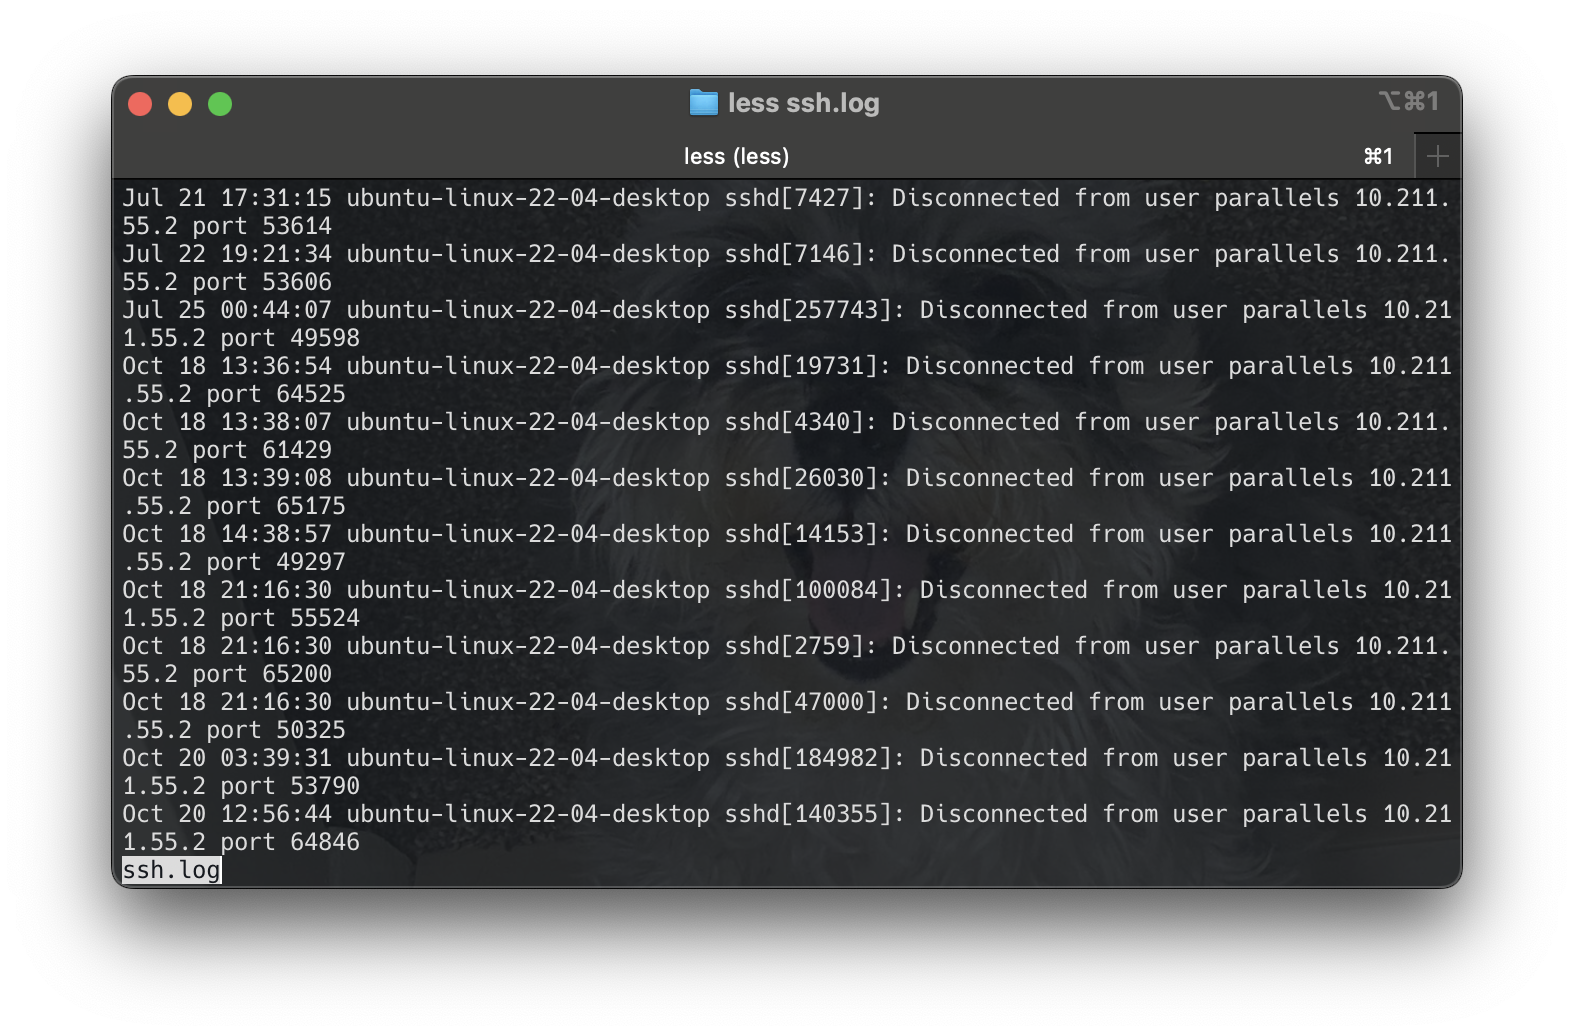 less ssh.log
⌥⌘1
less (less)
⌘1
Jul 21 17:31:15 ubuntu-linux-22-04-desktop sshd[7427]: Disconnected from user parallels 10.211.
55.2 port 53614
Jul 22 19:21:34 ubuntu-linux-22-04-desktop sshd[7146]: Disconnected from user parallels 10.211.
55.2 port 53606
Jul 25 00:44:07 ubuntu-linux-22-04-desktop sshd[257743]: Disconnected from user parallels 10.21
1.55.2 port 49598
Oct 18 13:36:54 ubuntu-linux-22-04-desktop sshd[19731]: Disconnected from user parallels 10.211
.55.2 port 64525
Oct 18 13:38:07 ubuntu-linux-22-04-desktop sshd[4340]: Disconnected from user parallels 10.211.
55.2 port 61429
Oct 18 13:39:08 ubuntu-linux-22-04-desktop sshd[26030]: Disconnected from user parallels 10.211
.55.2 port 65175
Oct 18 14:38:57 ubuntu-linux-22-04-desktop sshd[14153]: Disconnected from user parallels 10.211
.55.2 port 49297
Oct 18 21:16:30 ubuntu-linux-22-04-desktop sshd[100084]: Disconnected from user parallels 10.21
1.55.2 port 55524
Oct 18 21:16:30 ubuntu-linux-22-04-desktop sshd[2759]: Disconnected from user parallels 10.211.
55.2 port 65200
Oct 18 21:16:30 ubuntu-linux-22-04-desktop sshd[47000]: Disconnected from user parallels 10.211
.55.2 port 50325
Oct 20 03:39:31 ubuntu-linux-22-04-desktop sshd[184982]: Disconnected from user parallels 10.21
1.55.2 port 53790
Oct 20 12:56:44 ubuntu-linux-22-04-desktop sshd[140355]: Disconnected from user parallels 10.21
1.55.2 port 64846
ssh.log